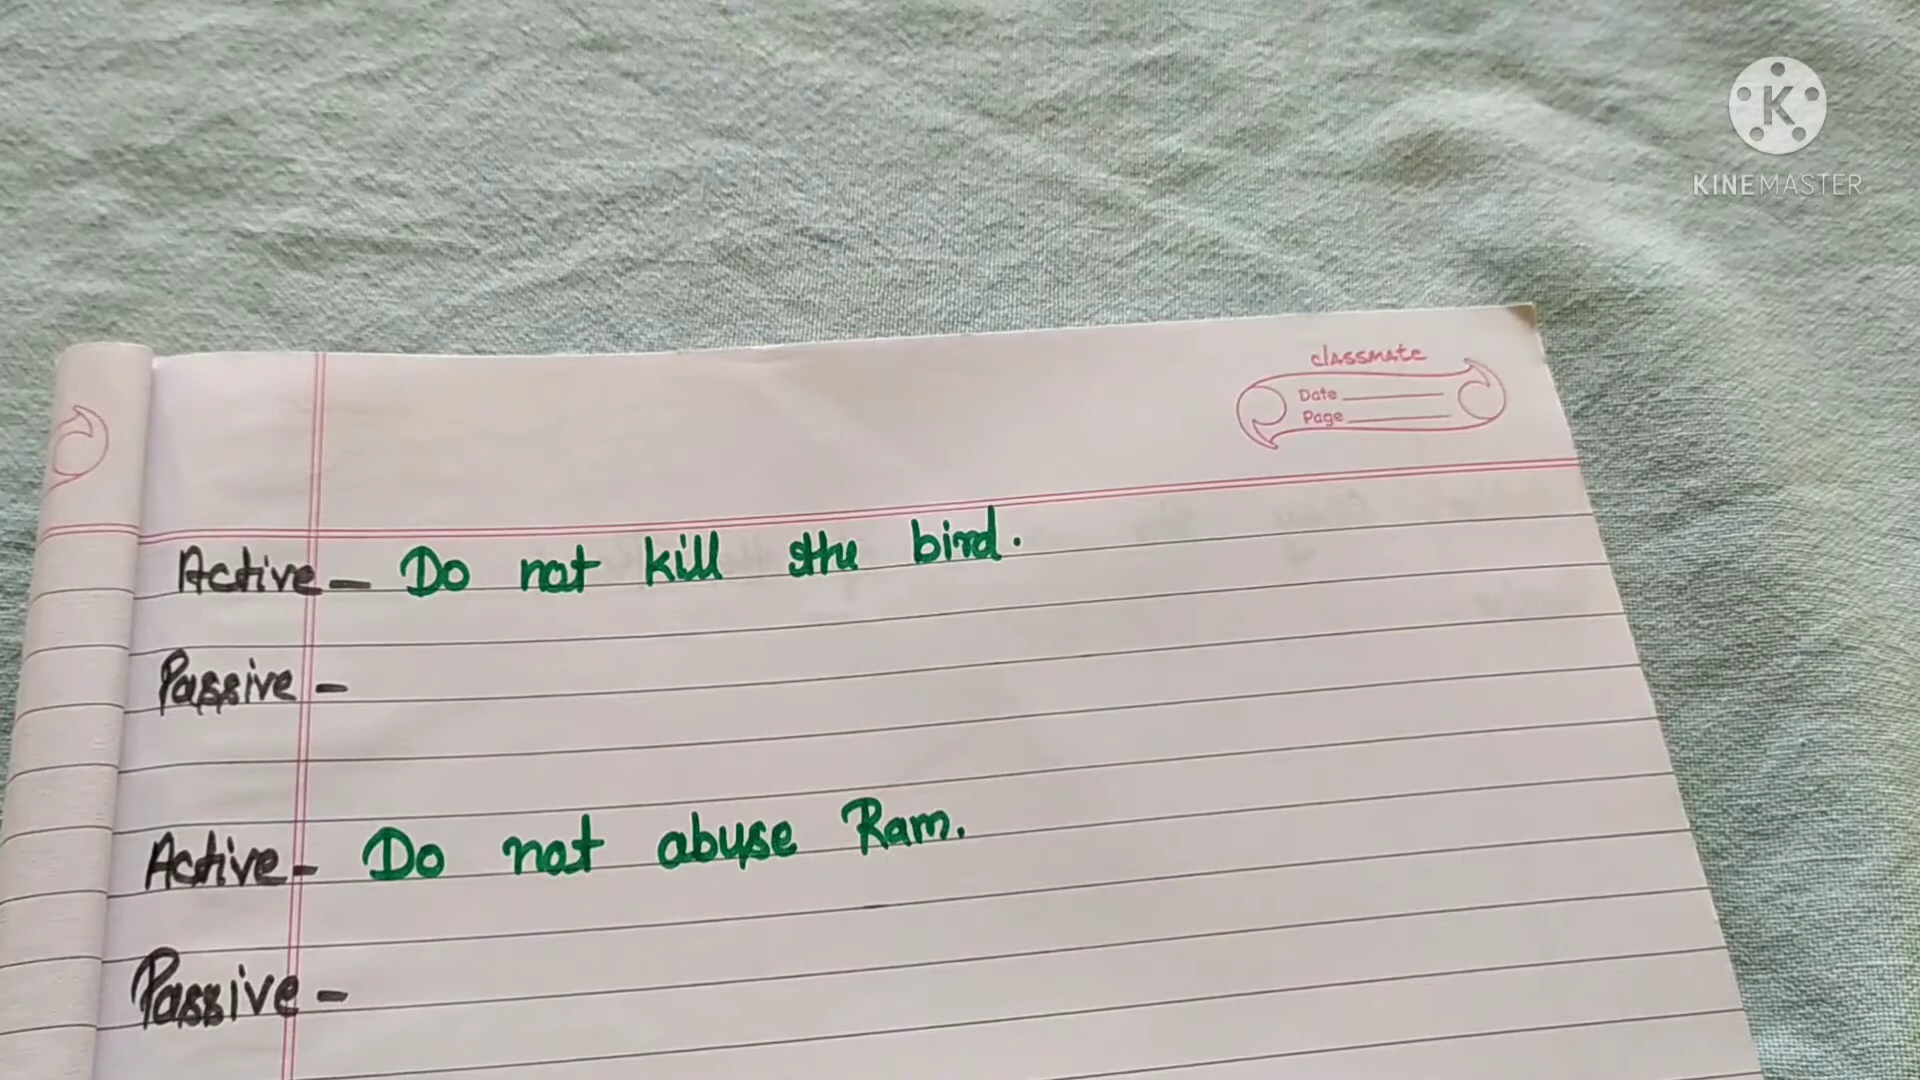 K
KINEMASTER
classmate
Date
Page
Active - Do not kill the bird.
Passive -
Active - Do not abuse Ram.
Passive -